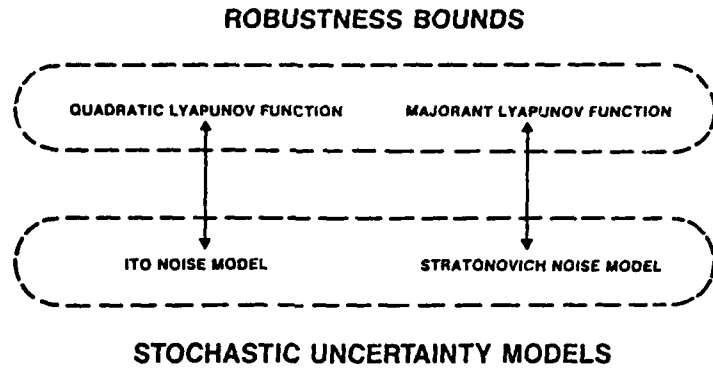 ROBUSTNESS BOUNDS
QUADRATIC LYAPUNOV FUNCTION MAJORANT LYAPUNOV FUNCTION
ITO NOISE MODEL STRATONOVICH NOISE MODEL
STOCHASTIC UNCERTAINTY MODELS